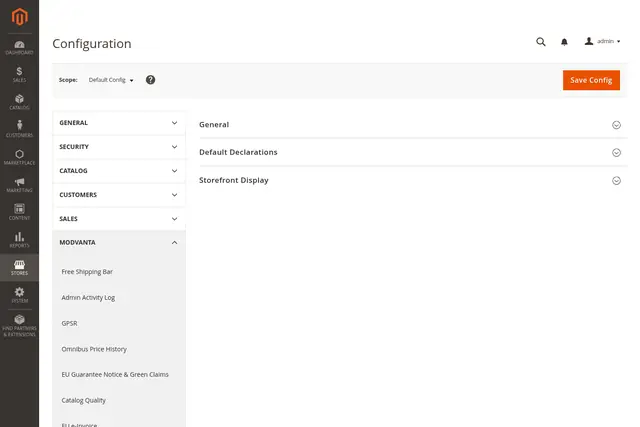 Configuration
admin
Scope:
Default Config
?
Save Config
DASHBOARD
SALES
CATALOG
CUSTOMERS
MARKETPLACE
MARKETING
CONTENT
REPORTS
STORES
SYSTEM
FIND PARTNERS
& EXTENSIONS
GENERAL
SECURITY
CATALOG
CUSTOMERS
SALES
MODVANTA
Free Shipping Bar
Admin Activity Log
GPSR
Omnibus Price History
EU Guarantee Notice & Green Claims
Catalog Quality
EU e-Invoice
General
Default Declarations
Storefront Display